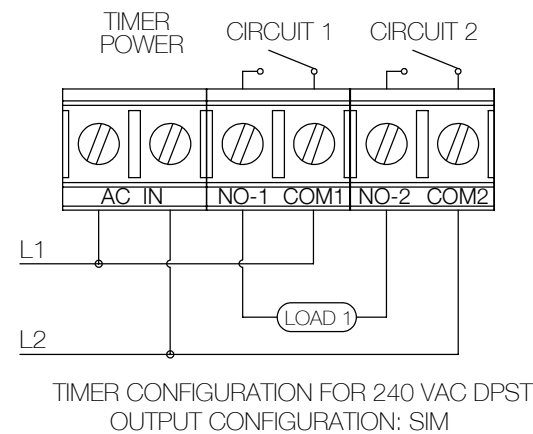 TIMER
POWER
CIRCUIT 1
CIRCUIT 2
AC IN
NO-1
COM1
NO-2
COM2
L1
LOAD 1
L2
TIMER CONFIGURATION FOR 240 VAC DPST
OUTPUT CONFIGURATION: SIM